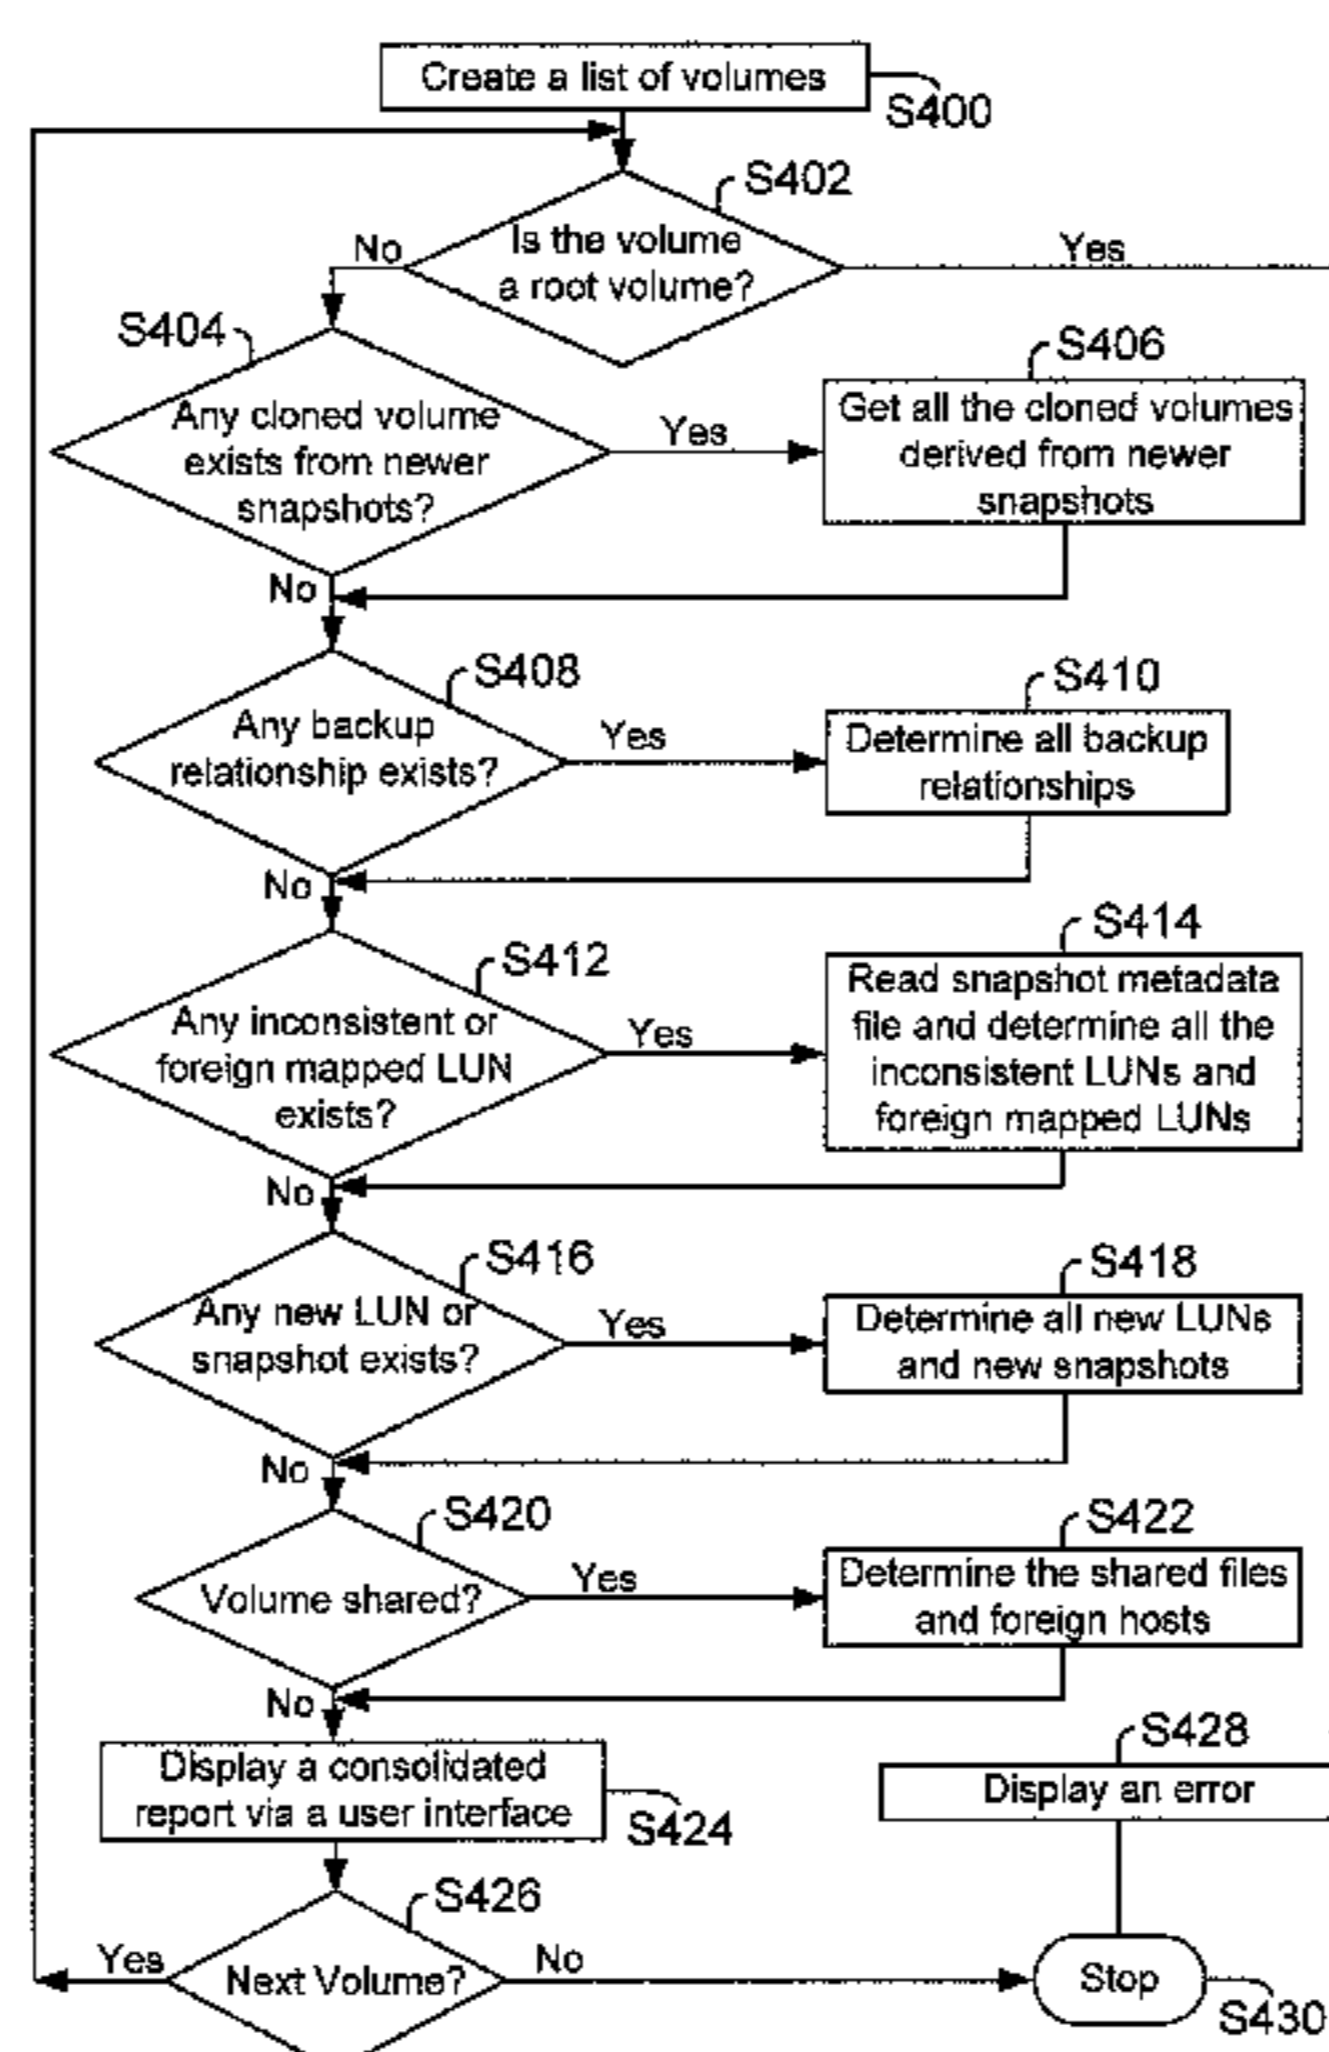 Create a list of volumes
S400
S402
Is the volume
a root volume?
No
Yes
S404
Any cloned volume
exists from newer
snapshots?
Yes
S406
Get all the cloned volumes
derived from newer
snapshots
No
S408
Any backup
relationship exists?
Yes
S410
Determine all backup
relationships
No
S412
Any inconsistent or
foreign mapped LUN
exists?
Yes
S414
Read snapshot metadata
file and determine all the
inconsistent LUNs and
foreign mapped LUNs
No
S416
Any new LUN or
snapshot exists?
Yes
S418
Determine all new LUNs
and new snapshots
No
S420
Volume shared?
Yes
S422
Determine the shared files
and foreign hosts
No
Display a consolidated
report via a user interface
S424
S428
Display an error
S426
Next Volume?
Yes
No
Stop
S430